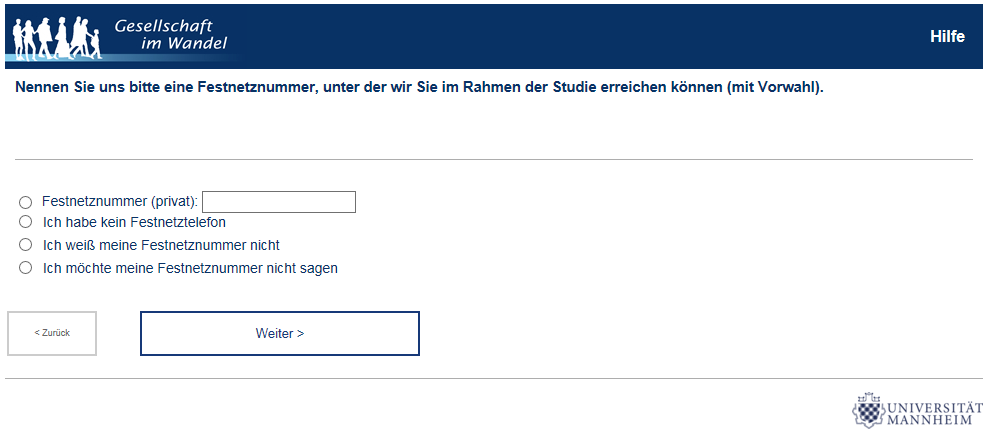 Gesellschaft
im Wandel
Hilfe
Nennen Sie uns bitte eine Festnetznummer, unter der wir Sie im Rahmen der Studie erreichen können (mit Vorwahl).
Festnetznummer (privat):
Ich habe kein Festnetztelefon
Ich weiß meine Festnetznummer nicht
Ich möchte meine Festnetznummer nicht sagen
< Zurück
Weiter >
UNIVERSITÄT
MANNHEIM